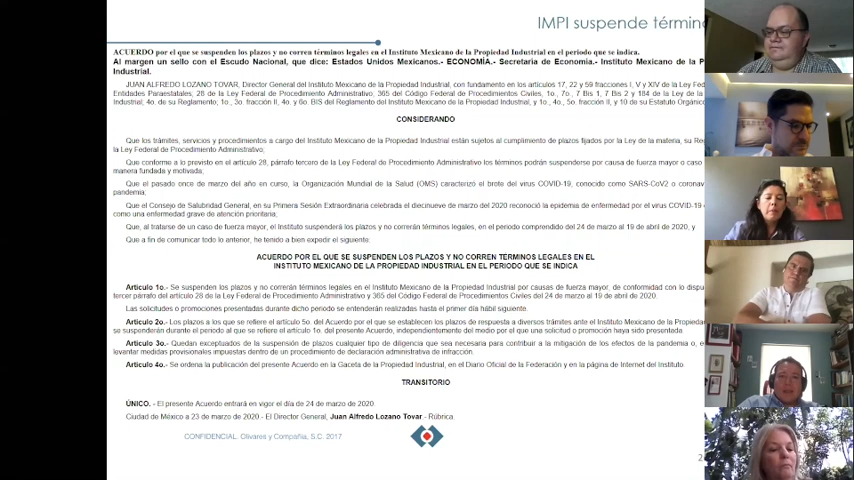 IMPI suspende términ
ACUERDO por el que se suspenden los plazos y no corren términos legales en el Instituto Mexicano de la Propiedad Industrial en el periodo que se indica.
Al margen un sello con el Escudo Nacional, que dice: Estados Unidos Mexicanos.- ECONOMÍA.- Secretaría de Economía.- Instituto Mexicano de la P
Industrial.
JUAN ALFREDO LOZANO TOVAR, Director General del Instituto Mexicano de la Propiedad Industrial, con fundamento en los artículos 17, 22 y 59 fracciones I, V y XIV de la Ley Fed
Entidades Paraestatales; 28 de la Ley Federal de Procedimiento Administrativo; 365 del Código Federal de Procedimientos Civiles, 1o., 7o., 7 Bis 1, 7 Bis 2 y 184 de la Ley de la
Industrial; 4o. de su Reglamento; 1o., 3o. fracción II, 4o. y 6o. BIS del Reglamento del Instituto Mexicano de la Propiedad Industrial, y 1o., 4o., 5o. fracción II, y 10 de su Estatuto Orgánic
CONSIDERANDO
Que los trámites, servicios y procedimientos a cargo del Instituto Mexicano de la Propiedad Industrial están sujetos al cumplimiento de plazos fijados por la Ley de la materia, su Re
la Ley Federal de Procedimiento Administrativo;
Que conforme a lo previsto en el artículo 28, párrafo tercero de la Ley Federal de Procedimiento Administrativo los términos podrán suspenderse por causa de fuerza mayor o caso
manera fundada y motivada;
Que el pasado once de marzo del año en curso, la Organización Mundial de la Salud (OMS) caracterizó el brote del virus COVID-19, conocido como SARS-CoV2 o coronav
pandemia;
Que el Consejo de Salubridad General, en su Primera Sesión Extraordinaria celebrada el diecinueve de marzo del 2020 reconoció la epidemia de enfermedad por el virus COVID-19
como una enfermedad grave de atención prioritaria;
Que, al tratarse de un caso de fuerza mayor, el Instituto suspenderá los plazos y no correrán términos legales, en el periodo comprendido del 24 de marzo al 19 de abril de 2020, y
Que a fin de comunicar todo lo anterior, he tenido a bien expedir el siguiente:
ACUERDO POR EL QUE SE SUSPENDEN LOS PLAZOS Y NO CORREN TERMINOS LEGALES EN EL
INSTITUTO MEXICANO DE LA PROPIEDAD INDUSTRIAL EN EL PERIODO QUE SE INDICA
Artículo 1o.- Se suspenden los plazos y no correrán términos legales en el Instituto Mexicano de la Propiedad Industrial por causas de fuerza mayor, de conformidad con lo dispu
tercer párrafo del artículo 28 de la Ley Federal de Procedimiento Administrativo y 365 del Código Federal de Procedimientos Civiles del 24 de marzo al 19 de abril de 2020.
Las solicitudes o promociones presentadas durante dicho periodo se entenderán realizadas hasta el primer día hábil siguiente.
Artículo 2o.- Los plazos a los que se refiere el artículo 5o. del Acuerdo por el que se establecen los plazos de respuesta a diversos trámites ante el Instituto Mexicano de la Propieda
se suspenderán durante el periodo al que se refiere el artículo 1o. del presente Acuerdo, independientemente del medio por el que una solicitud o promoción haya sido presentada
Artículo 3o.- Quedan exceptuados de la suspensión de plazos cualquier tipo de diligencia que sea necesaria para contribuir a la mitigación de los efectos de la pandemia o, e
levantar medidas provisionales impuestas dentro de un procedimiento de declaración administrativa de infracción.
Artículo 4o.- Se ordena la publicación del presente Acuerdo en la Gaceta de la Propiedad Industrial, en el Diario Oficial de la Federación y en la página de Internet del Instituto.
TRANSITORIO
ÚNICO. - El presente Acuerdo entrará en vigor el día de 24 de marzo de 2020.
Ciudad de México a 23 de marzo de 2020.- El Director General, Juan Alfredo Lozano Tovar.- Rúbrica.
CONFIDENCIAL. Olivares y Compañía, S.C. 2017
2